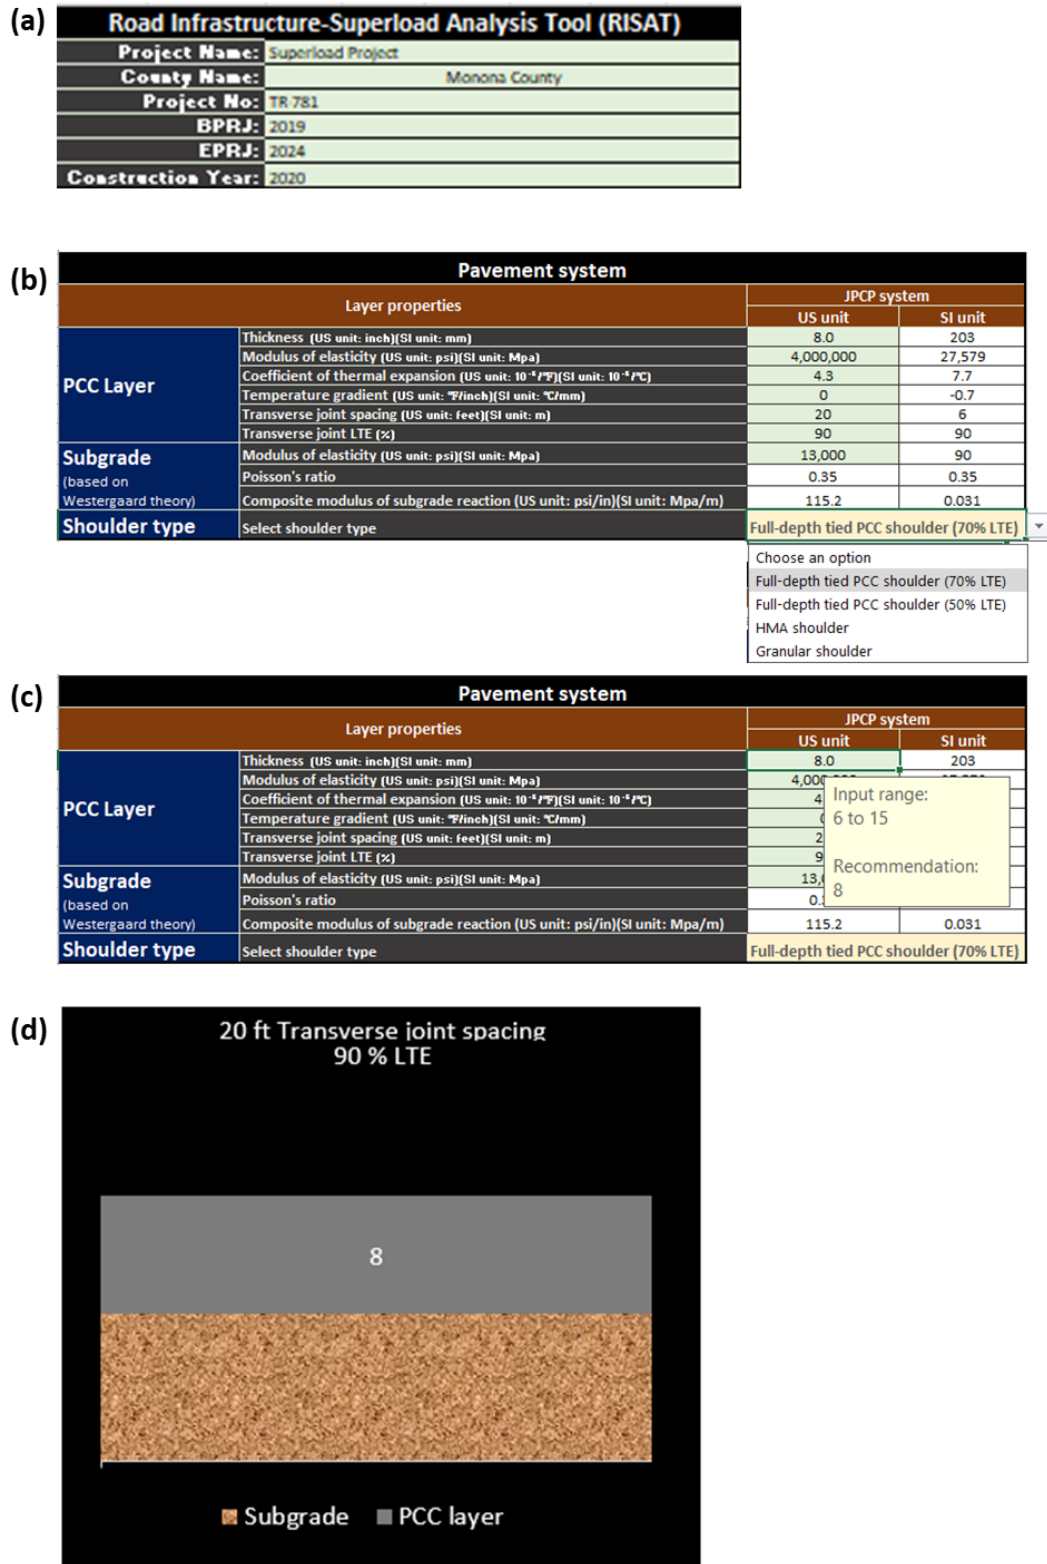 (a)
Road Infrastructure-Superload Analysis Tool (RISAT)
Project Name: Superload Project
County Name: Monona County
Project No: TR-781
BPRJ: 2019
EPRJ: 2024
Construction Year: 2020
(b)
Pavement system
Layer properties JPCP system
US unit SI unit
PCC Layer
Thickness (US unit: inch)(SI unit: mm) 8.0 203
Modulus of elasticity (US unit: psi)(SI unit: Mpa) 4,000,000 27,579
Coefficient of thermal expansion (US unit: 10⁻⁶/°F)(SI unit: 10⁻⁶/°C) 4.3 7.7
Temperature gradient (US unit: °F/inch)(SI unit: °C/mm) 0 -0.7
Transverse joint spacing (US unit: feet)(SI unit: m) 20 6
Transverse joint LTE (%) 90 90
Subgrade
(based on
Westergaard theory)
Modulus of elasticity (US unit: psi)(SI unit: Mpa) 13,000 90
Poisson's ratio 0.35 0.35
Composite modulus of subgrade reaction (US unit: psi/in)(SI unit: Mpa/m) 115.2 0.031
Shoulder type Select shoulder type Full-depth tied PCC shoulder (70% LTE)
Choose an option
Full-depth tied PCC shoulder (70% LTE)
Full-depth tied PCC shoulder (50% LTE)
HMA shoulder
Granular shoulder
(c)
Pavement system
Layer properties JPCP system
US unit SI unit
PCC Layer
Thickness (US unit: inch)(SI unit: mm) 8.0 203
Modulus of elasticity (US unit: psi)(SI unit: Mpa)
Coefficient of thermal expansion (US unit: 10⁻⁶/°F)(SI unit: 10⁻⁶/°C) 4
Temperature gradient (US unit: °F/inch)(SI unit: °C/mm)
Transverse joint spacing (US unit: feet)(SI unit: m) 2
Transverse joint LTE (%) 9
Input range:
6 to 15
Recommendation:
8
Subgrade
(based on
Westergaard theory)
Modulus of elasticity (US unit: psi)(SI unit: Mpa) 13,
Poisson's ratio 0.
Composite modulus of subgrade reaction (US unit: psi/in)(SI unit: Mpa/m) 115.2 0.031
Shoulder type Select shoulder type Full-depth tied PCC shoulder (70% LTE)
(d)
20 ft Transverse joint spacing
90 % LTE
8
Subgrade PCC layer